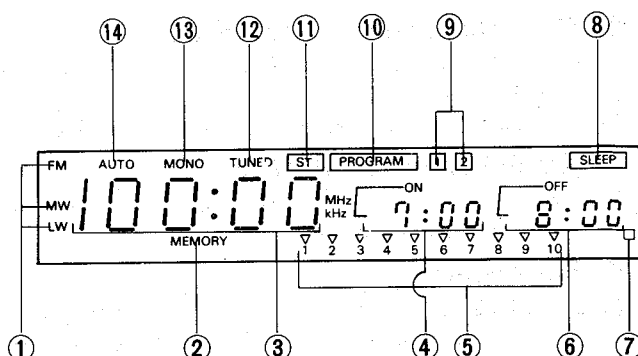 ⑭ ⑬ ⑫ ⑪ ⑩ ⑨ ⑧
FM AUTO MONO TUNED ST PROGRAM 1 2 SLEEP
MW
LW
10 0:00 MHz
kHz
ON
7:00
OFF
8:00
MEMORY
1 2 3 4 5 6 7 8 9 10
① ② ③ ④ ⑤ ⑥ ⑦